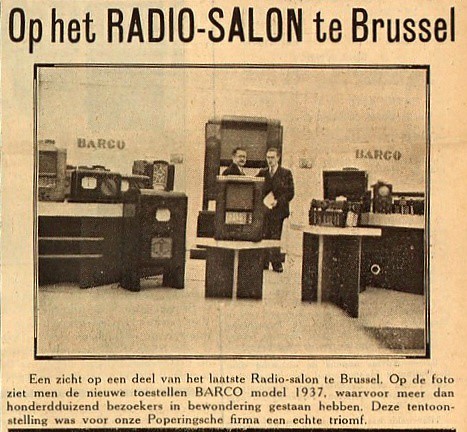 Op het RADIO-SALON te Brussel
BARCO
BARCO
Een zicht op een deel van het laatste Radio-salon te Brussel. Op de foto
ziet men de nieuwe toestellen BARCO model 1937, waarvoor meer dan
honderdduizend bezoekers in bewondering gestaan hebben. Deze tentoon-
stelling was voor onze Poperingsche firma een echte triomf.